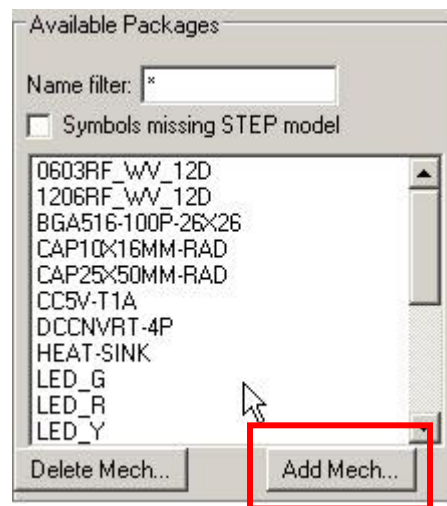 Available Packages
Name filter: *
Symbols missing STEP model
0603RF_WV_12D
1206RF_WV_12D
BGA516-100P-26X26
CAP10X16MM-RAD
CAP25X50MM-RAD
CC5V-T1A
DCCNVRT-4P
HEAT-SINK
LED_G
LED_R
LED_Y
Delete Mech... Add Mech...